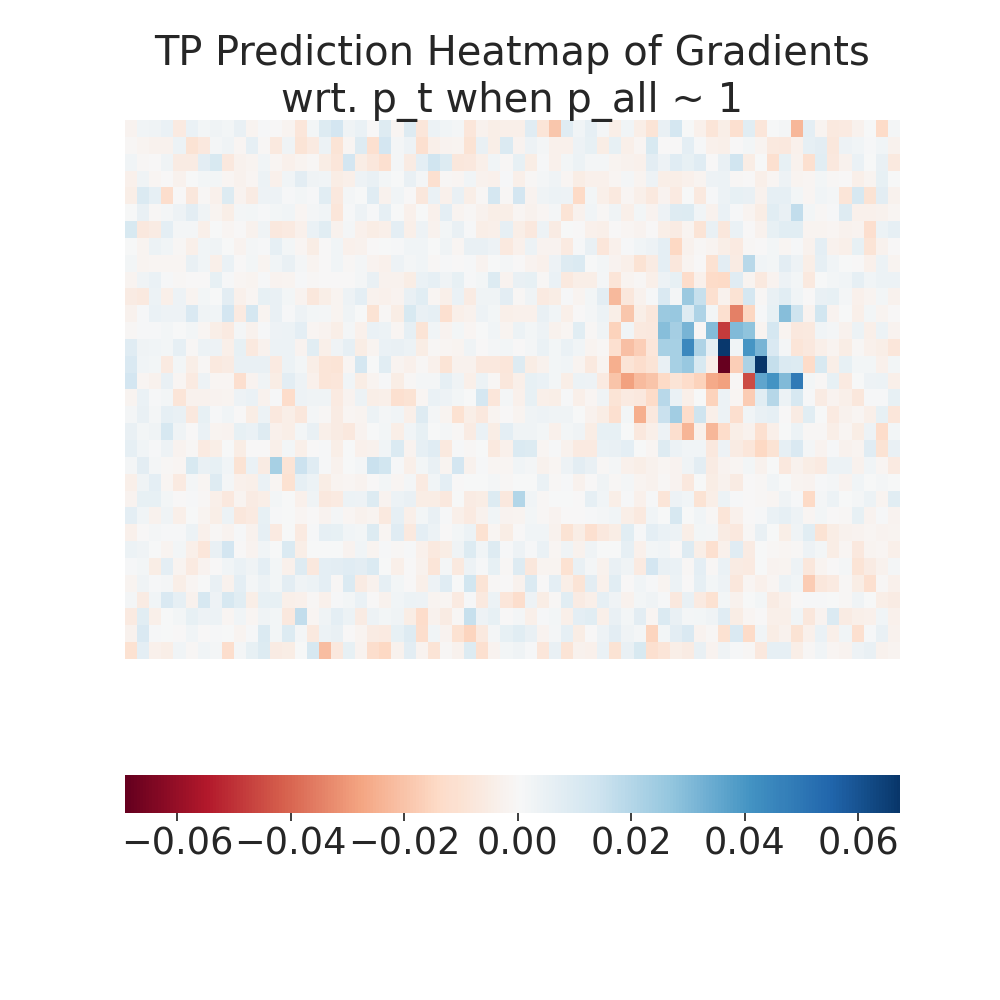 TP Prediction Heatmap of Gradients
wrt. p_t when p_all ~ 1
−0.06 −0.04 −0.02 0.00 0.02 0.04 0.06